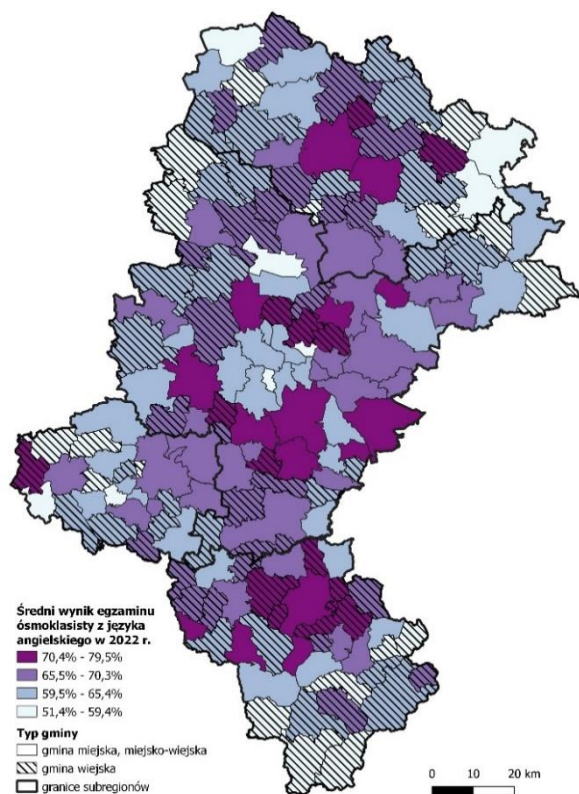 Średni wynik egzaminu
ósmoklasisty z języka
angielskiego w 2022 r.
70,4% - 79,5%
65,5% - 70,3%
59,5% - 65,4%
51,4% - 59,4%
Typ gminy
gmina miejska, miejsko-wiejska
gmina wiejska
granice subregionów
0 10 20 km